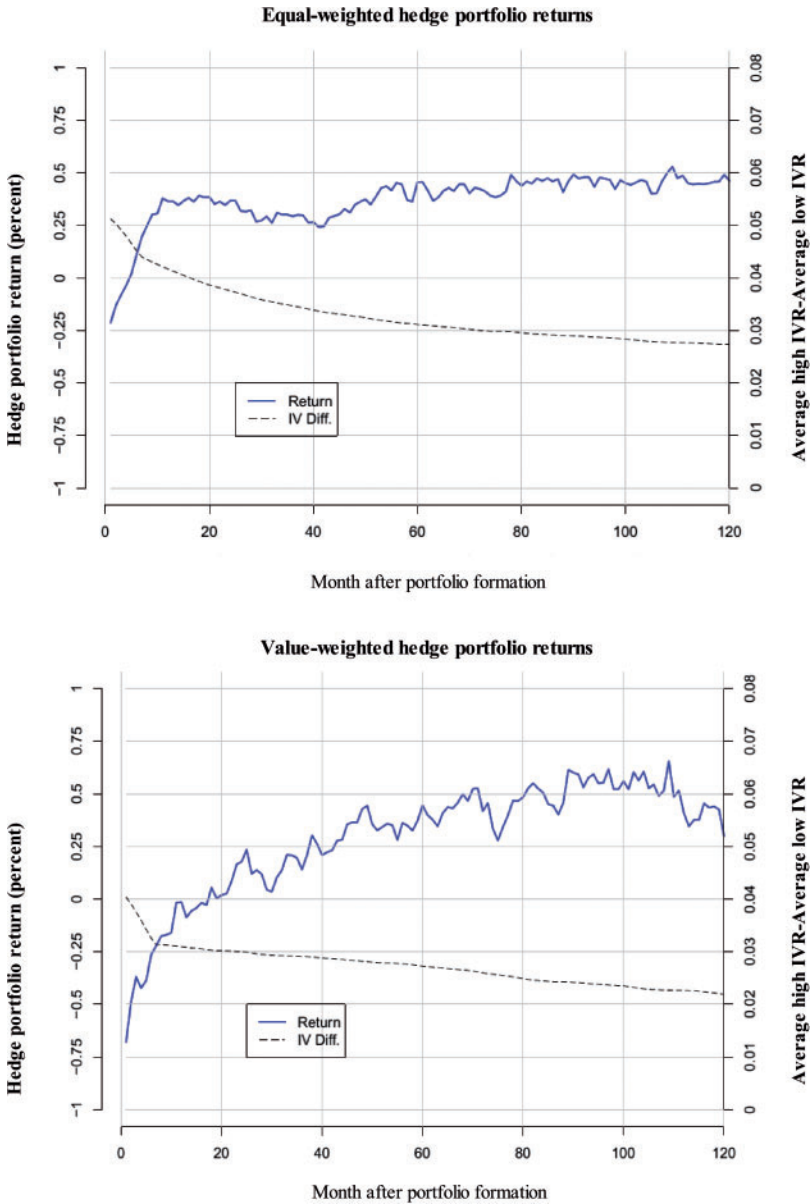 Equal-weighted hedge portfolio returns
Hedge portfolio return (percent)
1
0.75
0.5
0.25
0
−0.25
−0.5
−0.75
−1
Return
IV Diff.
0.08
0.07
0.06
0.05
0.04
0.03
0.02
0.01
0
Average high IVR-Average low IVR
0 20 40 60 80 100 120
Month after portfolio formation
Value-weighted hedge portfolio returns
Hedge portfolio return (percent)
1
0.75
0.5
0.25
0
−0.25
−0.5
−0.75
−1
Return
IV Diff.
0.08
0.07
0.06
0.05
0.04
0.03
0.02
0.01
0
Average high IVR-Average low IVR
0 20 40 60 80 100 120
Month after portfolio formation